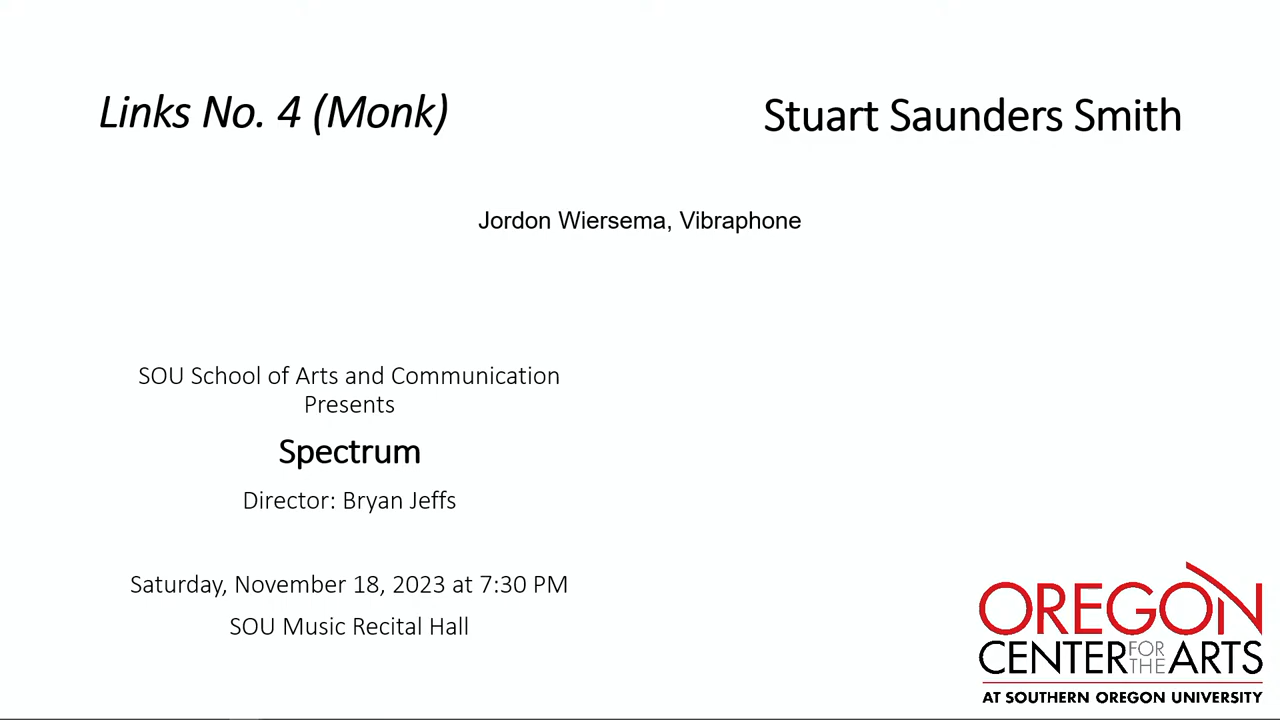 Links No. 4 (Monk)
Stuart Saunders Smith
Jordon Wiersema, Vibraphone
SOU School of Arts and Communication
Presents
Spectrum
Director: Bryan Jeffs
Saturday, November 18, 2023 at 7:30 PM
SOU Music Recital Hall
OREGON
CENTER FOR THE ARTS
AT SOUTHERN OREGON UNIVERSITY